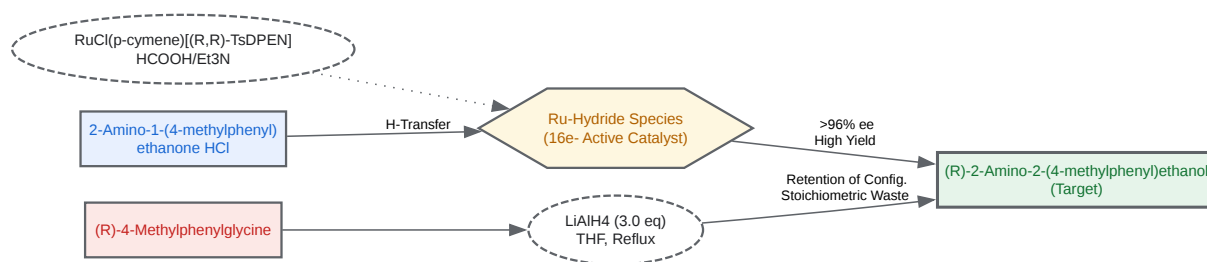 RuCl(p-cymene)[(R,R)-TsDPEN]
HCOOH/Et3N
2-Amino-1-(4-methylphenyl)
ethanone HCl
H-Transfer
Ru-Hydride Species
(16e- Active Catalyst)
>96% ee
High Yield
(R)-2-Amino-2-(4-methylphenyl)ethanol
(Target)
Retention of Config.
Stoichiometric Waste
(R)-4-Methylphenylglycine
LiAlH4 (3.0 eq)
THF, Reflux